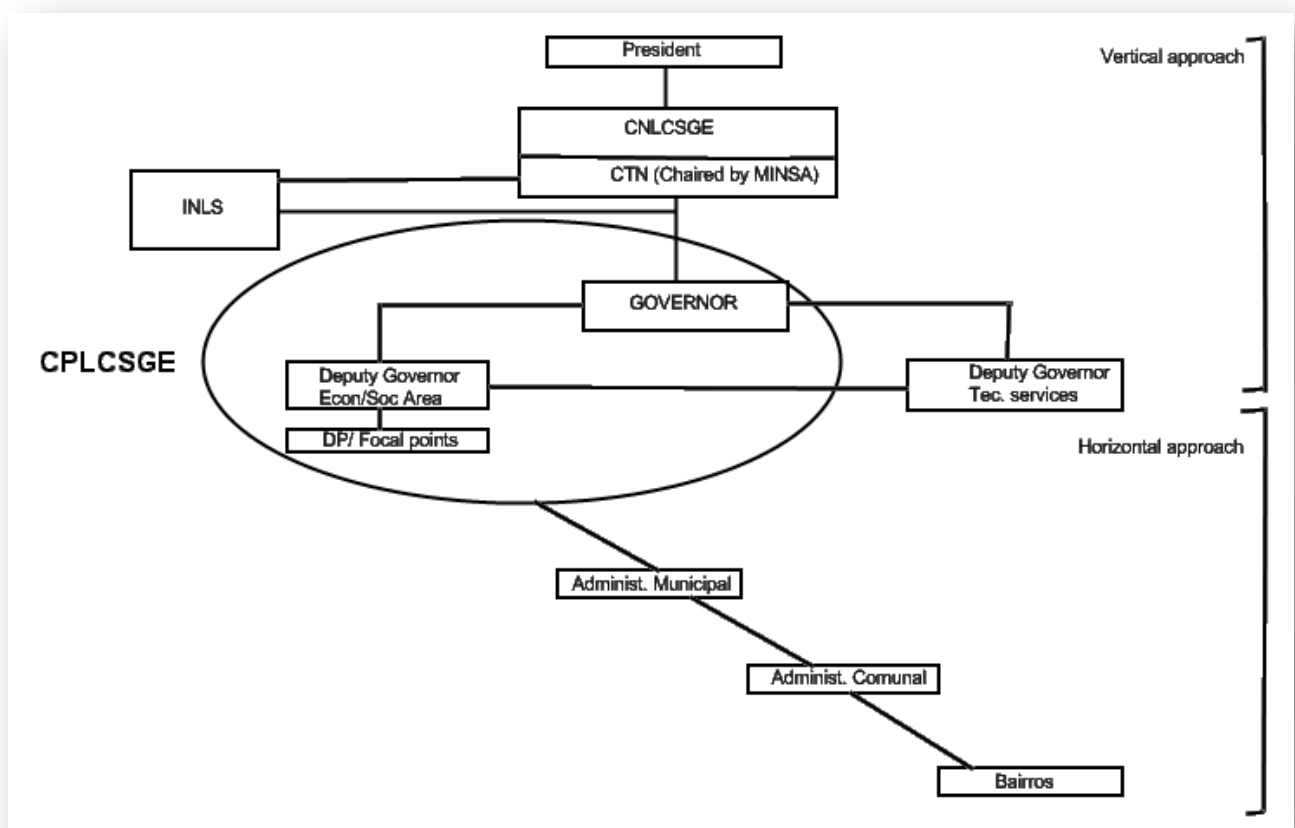 President
Vertical approach
CNLCSGE
CTN (Chaired by MINSA)
INLS
GOVERNOR
CPLCSGE
Deputy Governor
Econ/Soc Area
Deputy Governor
Tec. services
DP/ Focal points
Horizontal approach
Administ. Municipal
Administ. Comunal
Bairros